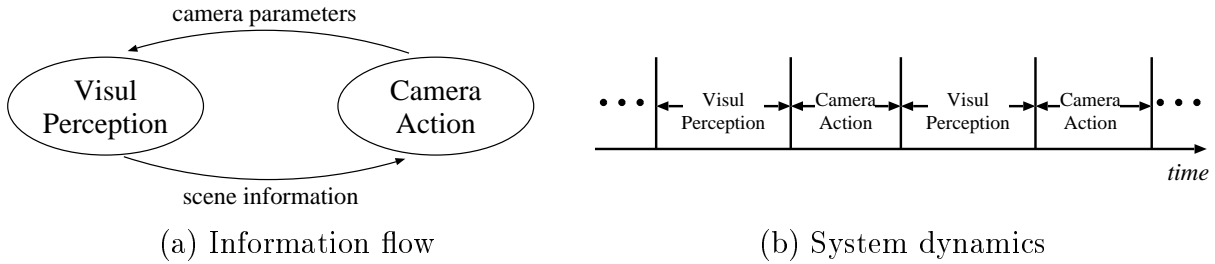 camera parameters
Visul
Perception
Camera
Action
scene information
(a) Information flow
• • •
Visul
Perception
Camera
Action
Visul
Perception
Camera
Action
• • •
time
(b) System dynamics